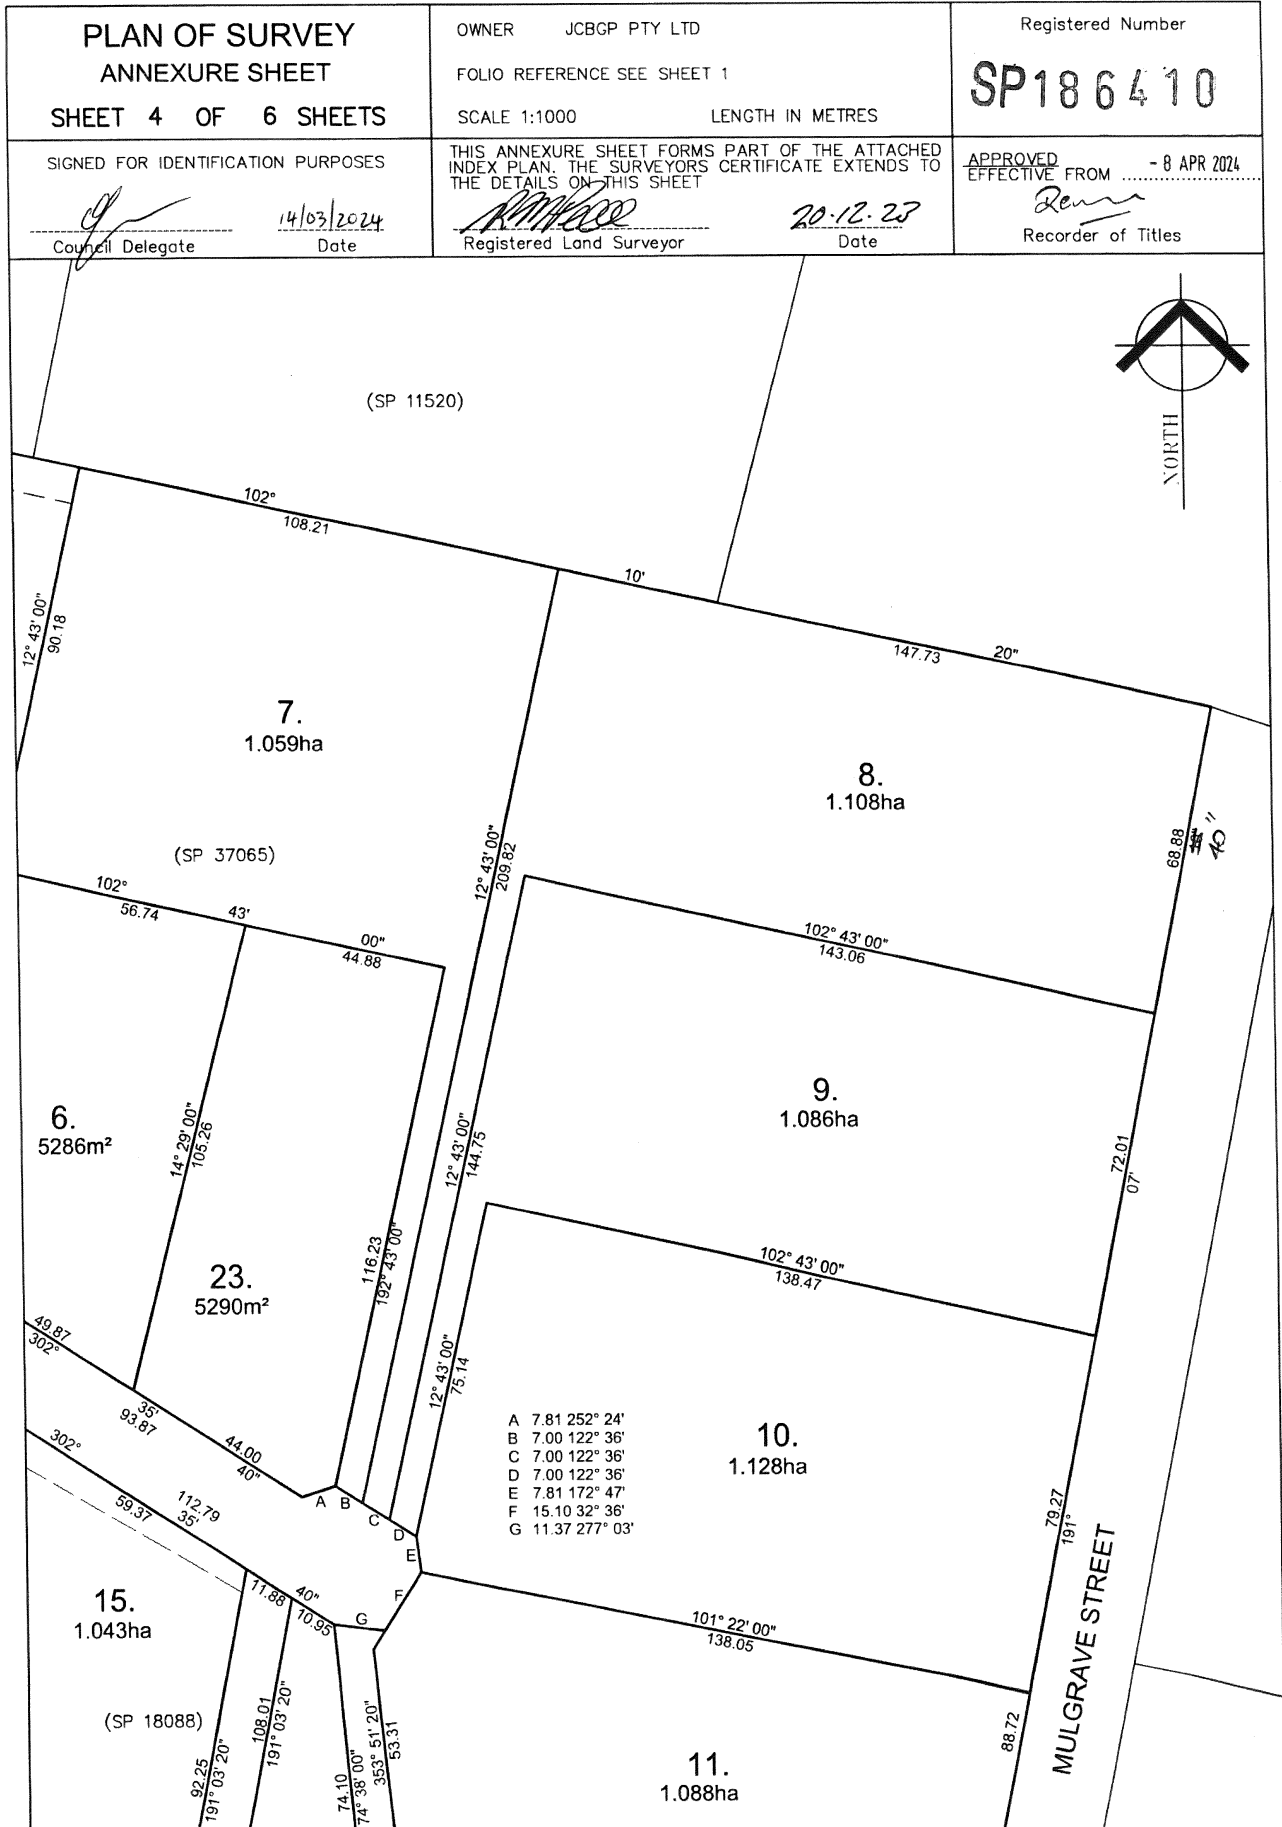 PLAN OF SURVEY
ANNEXURE SHEET
SHEET 4 OF 6 SHEETS
OWNER JCBGP PTY LTD
FOLIO REFERENCE SEE SHEET 1
SCALE 1:1000 LENGTH IN METRES
Registered Number
SP186410
SIGNED FOR IDENTIFICATION PURPOSES
14/03/2024
Council Delegate Date
THIS ANNEXURE SHEET FORMS PART OF THE ATTACHED
INDEX PLAN. THE SURVEYORS CERTIFICATE EXTENDS TO
THE DETAILS ON THIS SHEET
20-12-23
Registered Land Surveyor Date
APPROVED
EFFECTIVE FROM - 8 APR 2024
Recorder of Titles
NORTH
(SP 11520)
102°
108.21
10'
147.73
20"
12° 43' 00"
90.18
7.
1.059ha
(SP 37065)
8.
1.108ha
68.88
40"
12° 43' 00"
209.82
102°
56.74
43'
00"
44.88
102° 43' 00"
143.06
9.
1.086ha
72.01
07'
6.
5286m²
14° 29' 00"
105.26
12° 43' 00"
144.75
23.
5290m²
116.23
192° 43' 00"
102° 43' 00"
138.47
49.87
302°
35'
93.87
44.00
40"
12° 43' 00"
75.14
A 7.81 252° 24'
B 7.00 122° 36'
C 7.00 122° 36'
D 7.00 122° 36'
E 7.81 172° 47'
F 15.10 32° 36'
G 11.37 277° 03'
10.
1.128ha
79.27
191°
MULGRAVE STREET
A
B
C
D
E
F
G
302°
59.37
112.79
35'
11.88
40"
10.95
15.
1.043ha
(SP 18088)
101° 22' 00"
138.05
92.25
191° 03' 20"
108.01
191° 03' 20"
74.10
74° 38' 00"
353° 51' 20"
53.31
88.72
11.
1.088ha